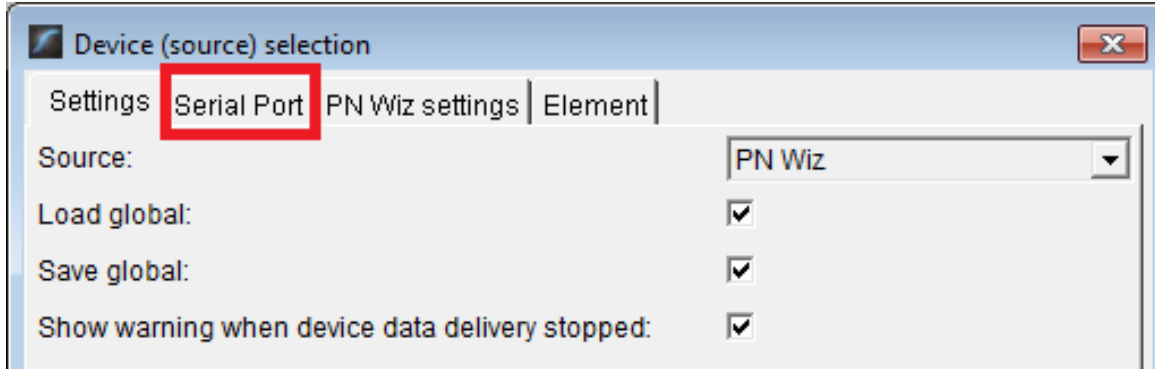 Device (source) selection
Settings Serial Port PN Wiz settings Element
Source: PN Wiz
Load global:
Save global:
Show warning when device data delivery stopped: